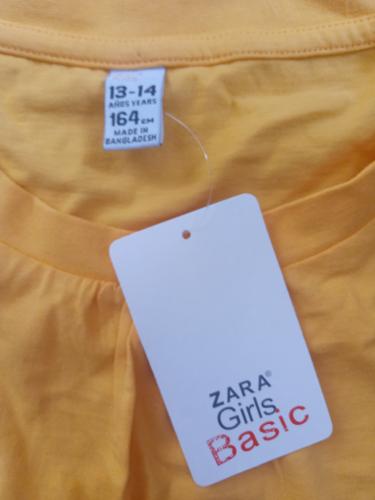 13-14
AÑOS YEARS
164 CM
MADE IN
BANGLADESH
ZARA®
Girls
Basic